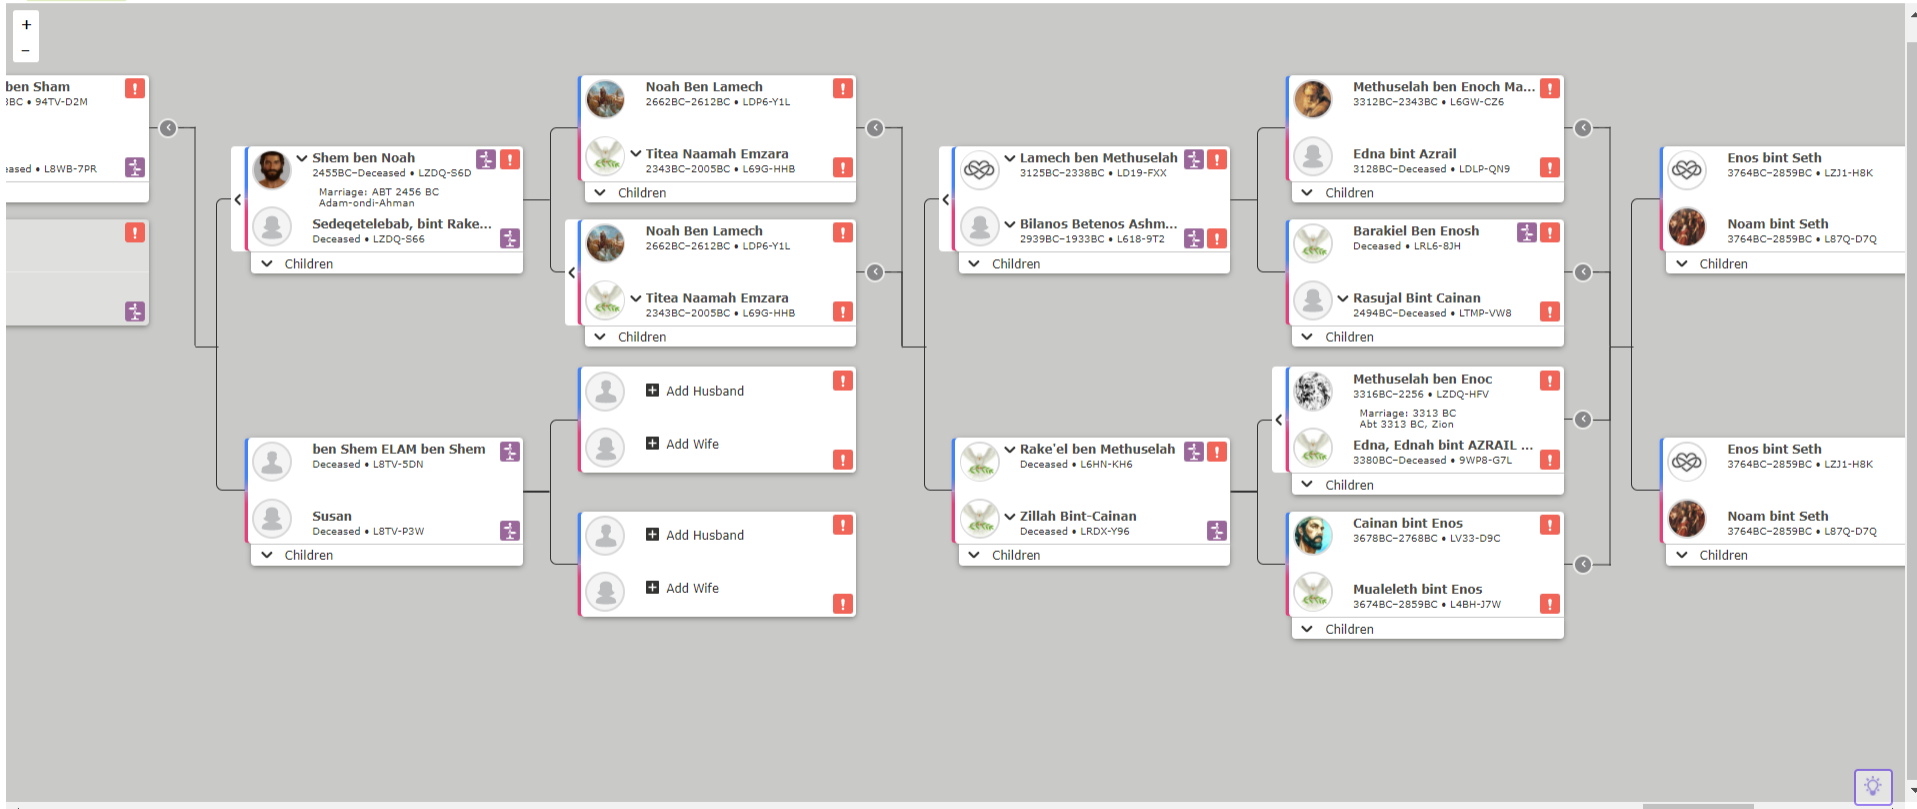 +
−
ben Sham
BC • 94TV-D2M
eased • L8WB-7PR
Shem ben Noah
2455BC–Deceased • LZDQ-S6D
Marriage: ABT 2456 BC
Adam-ondi-Ahman
Sedeqetelebab, bint Rake...
Deceased • LZDQ-S66
Children
ben Shem ELAM ben Shem
Deceased • L8TV-5DN
Susan
Deceased • L8TV-P3W
Children
Noah Ben Lamech
2662BC–2612BC • LDP6-Y1L
Titea Naamah Emzara
2343BC–2005BC • L69G-HHB
Children
Noah Ben Lamech
2662BC–2612BC • LDP6-Y1L
Titea Naamah Emzara
2343BC–2005BC • L69G-HHB
Children
Add Husband
Add Wife
Add Husband
Add Wife
Lamech ben Methuselah
3125BC–2338BC • LD19-FXX
Bilanos Betenos Ashm...
2939BC–1933BC • L618-9T2
Children
Rake'el ben Methuselah
Deceased • L6HN-KH6
Zillah Bint-Cainan
Deceased • LRDX-Y96
Children
Methuselah ben Enoch Ma...
3312BC–2343BC • L6GW-CZ6
Edna bint Azrail
3128BC–Deceased • LDLP-QN9
Children
Barakiel Ben Enosh
Deceased • LRL6-8JH
Rasujal Bint Cainan
2494BC–Deceased • LTMP-VW8
Children
Methuselah ben Enoc
3316BC–2256 • LZDQ-HFV
Marriage: 3313 BC
Abt 3313 BC, Zion
Edna, Ednah bint AZRAIL ...
3380BC–Deceased • 9WP8-G7L
Children
Cainan bint Enos
3678BC–2768BC • LV33-D9C
Mualeleth bint Enos
3674BC–2859BC • L4BH-J7W
Children
Enos bint Seth
3764BC–2859BC • LZJ1-H8K
Noam bint Seth
3764BC–2859BC • L87Q-D7Q
Children
Enos bint Seth
3764BC–2859BC • LZJ1-H8K
Noam bint Seth
3764BC–2859BC • L87Q-D7Q
Children